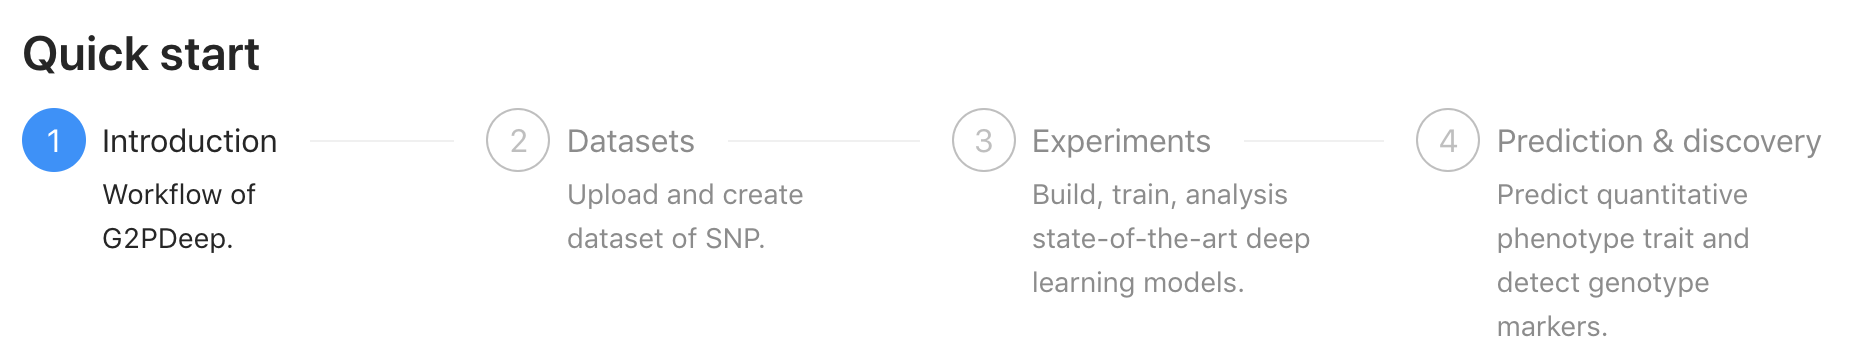 Quick start
1 Introduction
Workflow of
G2PDeep.
2 Datasets
Upload and create
dataset of SNP.
3 Experiments
Build, train, analysis
state-of-the-art deep
learning models.
4 Prediction & discovery
Predict quantitative
phenotype trait and
detect genotype
markers.